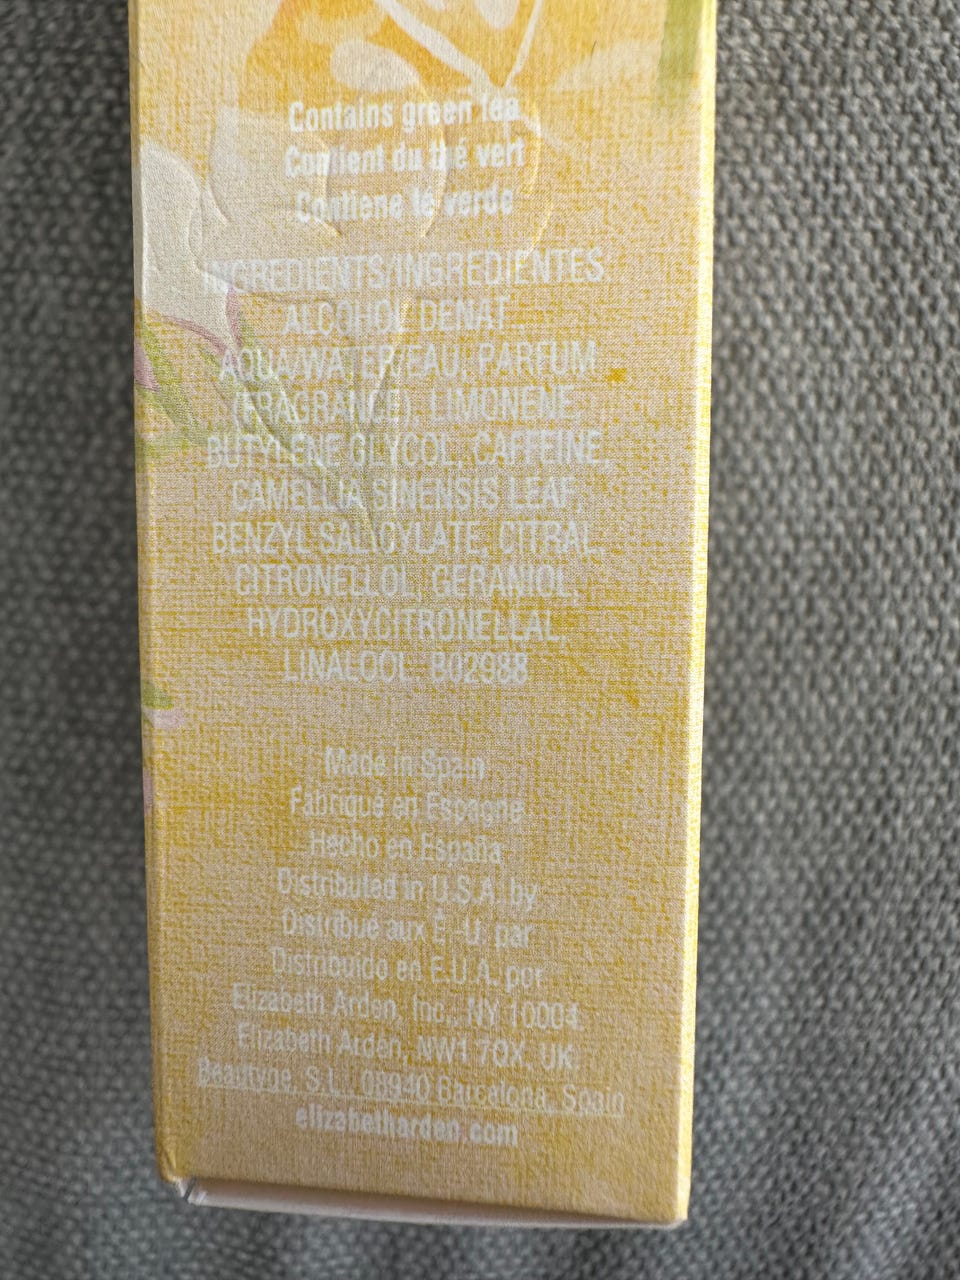 Contains green tea
Contient du thé vert
Contiene té verde
INGREDIENTS/INGREDIENTES
ALCOHOL DENAT.,
AQUA/WATER/EAU, PARFUM
(FRAGRANCE), LIMONENE,
BUTYLENE GLYCOL, CAFFEINE,
CAMELLIA SINENSIS LEAF,
BENZYL SALICYLATE, CITRAL,
CITRONELLOL, GERANIOL,
HYDROXYCITRONELLAL,
LINALOOL. B02988
Made in Spain
Fabriqué en Espagne
Hecho en España
Distributed in U.S.A. by
Distribué aux É.-U. par
Distribuido en E.U.A. por
Elizabeth Arden, Inc., NY 10004.
Elizabeth Arden, NW1 7QX, UK.
Beautyge, S.L., 08940 Barcelona, Spain
elizabetharden.com